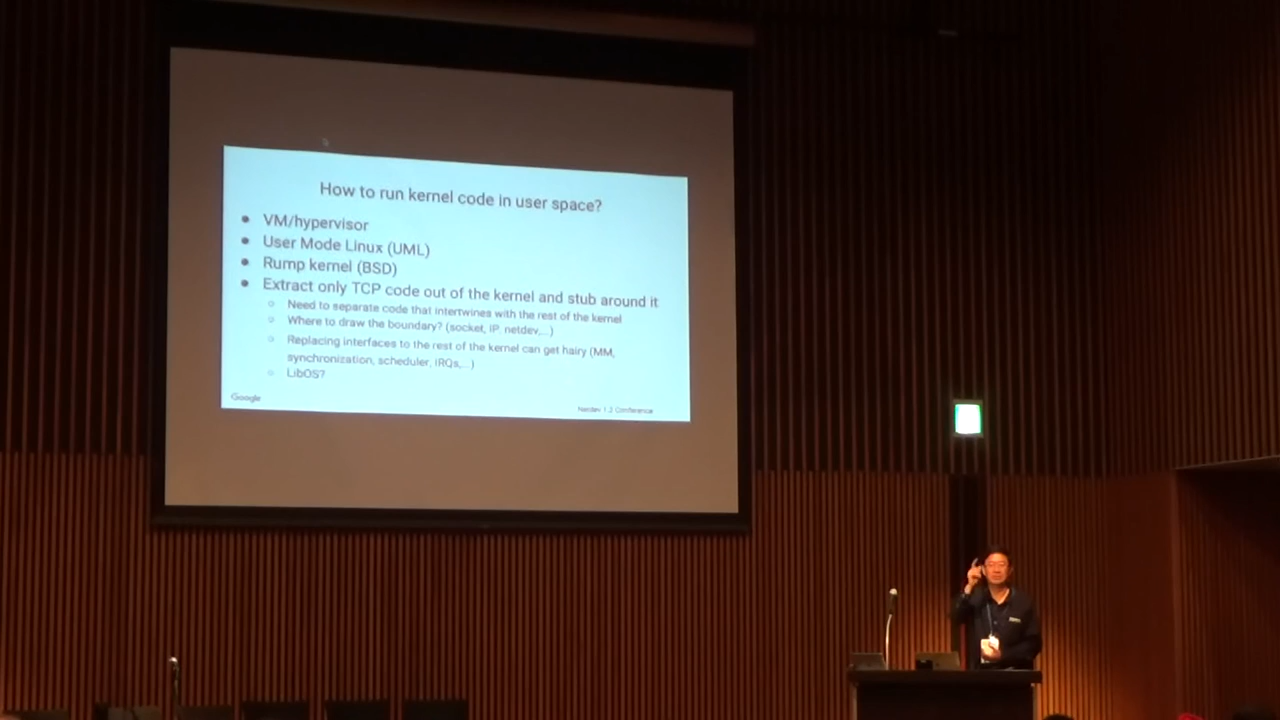 How to run kernel code in user space?
VM/hypervisor
User Mode Linux (UML)
Rump kernel (BSD)
Extract only TCP code out of the kernel and stub around it
Need to separate code that intertwines with the rest of the kernel
Where to draw the boundary? (socket, IP, netdev,...)
Replacing interfaces to the rest of the kernel can get hairy (MM,
synchronization, scheduler, IRQs,...)
LibOS?
Google
Netdev 1.2 Conference